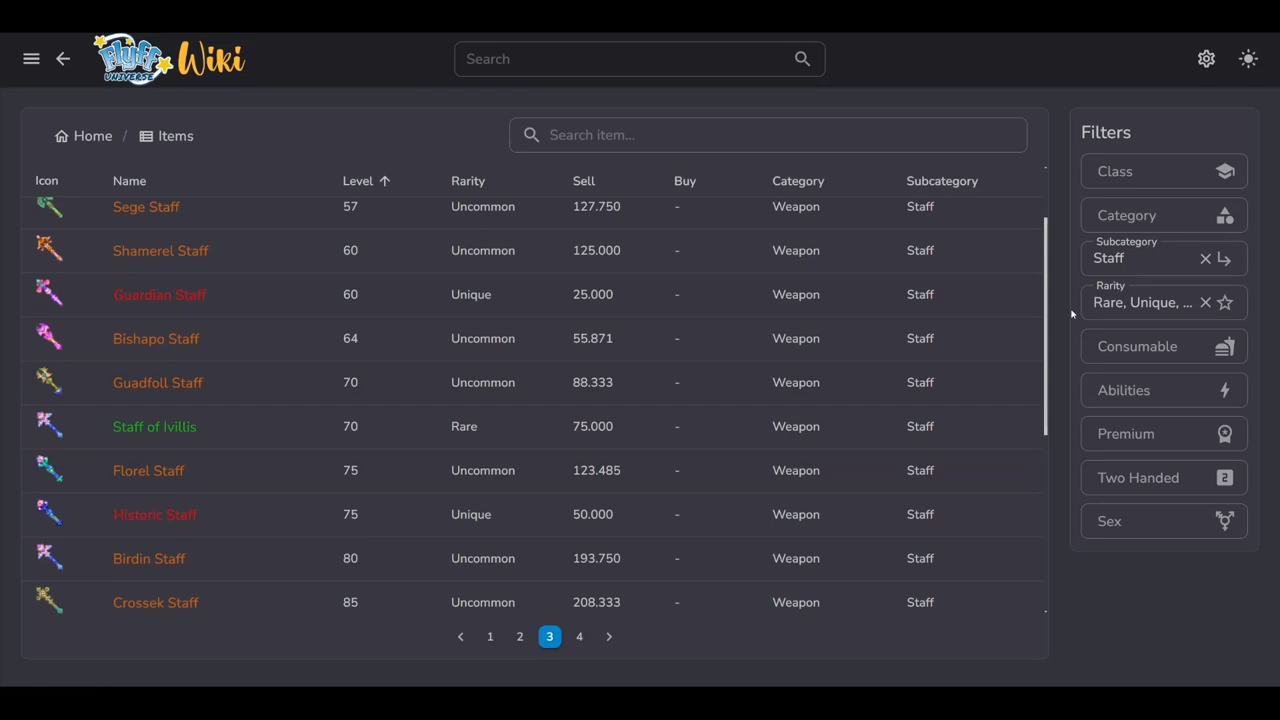 Flyff UNIVERSE Wiki
Search
Home / Items
Search item...
Icon Name Level Rarity Sell Buy Category Subcategory
Sege Staff 57 Uncommon 127.750 - Weapon Staff
Shamerel Staff 60 Uncommon 125.000 - Weapon Staff
Guardian Staff 60 Unique 25.000 - Weapon Staff
Bishapo Staff 64 Uncommon 55.871 - Weapon Staff
Guadfoll Staff 70 Uncommon 88.333 - Weapon Staff
Staff of Ivillis 70 Rare 75.000 - Weapon Staff
Florel Staff 75 Uncommon 123.485 - Weapon Staff
Historic Staff 75 Unique 50.000 - Weapon Staff
Birdin Staff 80 Uncommon 193.750 - Weapon Staff
Crossek Staff 85 Uncommon 208.333 - Weapon Staff
1 2 3 4
Filters
Class
Category
Subcategory
Staff
Rarity
Rare, Unique, ...
Consumable
Abilities
Premium
Two Handed 2
Sex